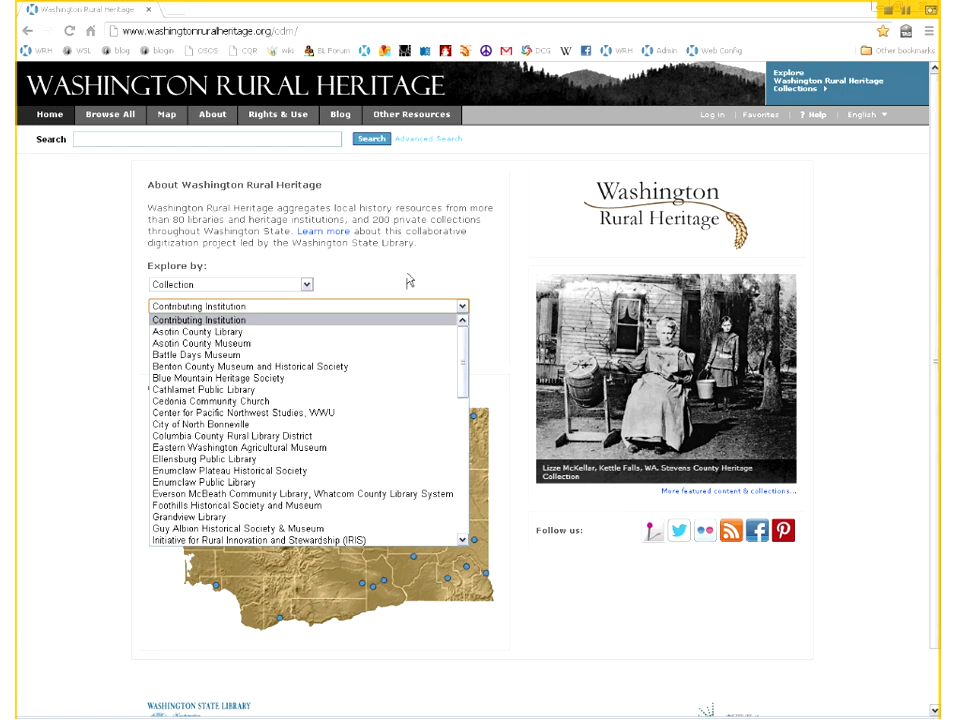 Washington Rural Heritage
www.washingtonruralheritage.org/cdm/
WRH WSL blog blogin OSOS CQR wiki BL Forum DCG WRH Admin Web Config Other bookmarks
WASHINGTON RURAL HERITAGE
Explore
Washington Rural Heritage
Collections
Home Browse All Map About Rights & Use Blog Other Resources Log in | Favorites | ? Help | English
Search Search Advanced Search
About Washington Rural Heritage
Washington Rural Heritage aggregates local history resources from more
than 80 libraries and heritage institutions, and 200 private collections
throughout Washington State. Learn more about this collaborative
digitization project led by the Washington State Library.
Explore by:
Collection
Contributing Institution
Contributing Institution
Asotin County Library
Asotin County Museum
Battle Days Museum
Benton County Museum and Historical Society
Blue Mountain Heritage Society
Cathlamet Public Library
Cedonia Community Church
Center for Pacific Northwest Studies, WWU
City of North Bonneville
Columbia County Rural Library District
Eastern Washington Agricultural Museum
Ellensburg Public Library
Enumclaw Plateau Historical Society
Enumclaw Public Library
Everson McBeath Community Library, Whatcom County Library System
Foothills Historical Society and Museum
Grandview Library
Guy Albion Historical Society & Museum
Initiative for Rural Innovation and Stewardship (IRIS)
Washington
Rural Heritage
Lizze McKellar, Kettle Falls, WA. Stevens County Heritage
Collection
More featured content & collections...
Follow us:
WASHINGTON STATE LIBRARY